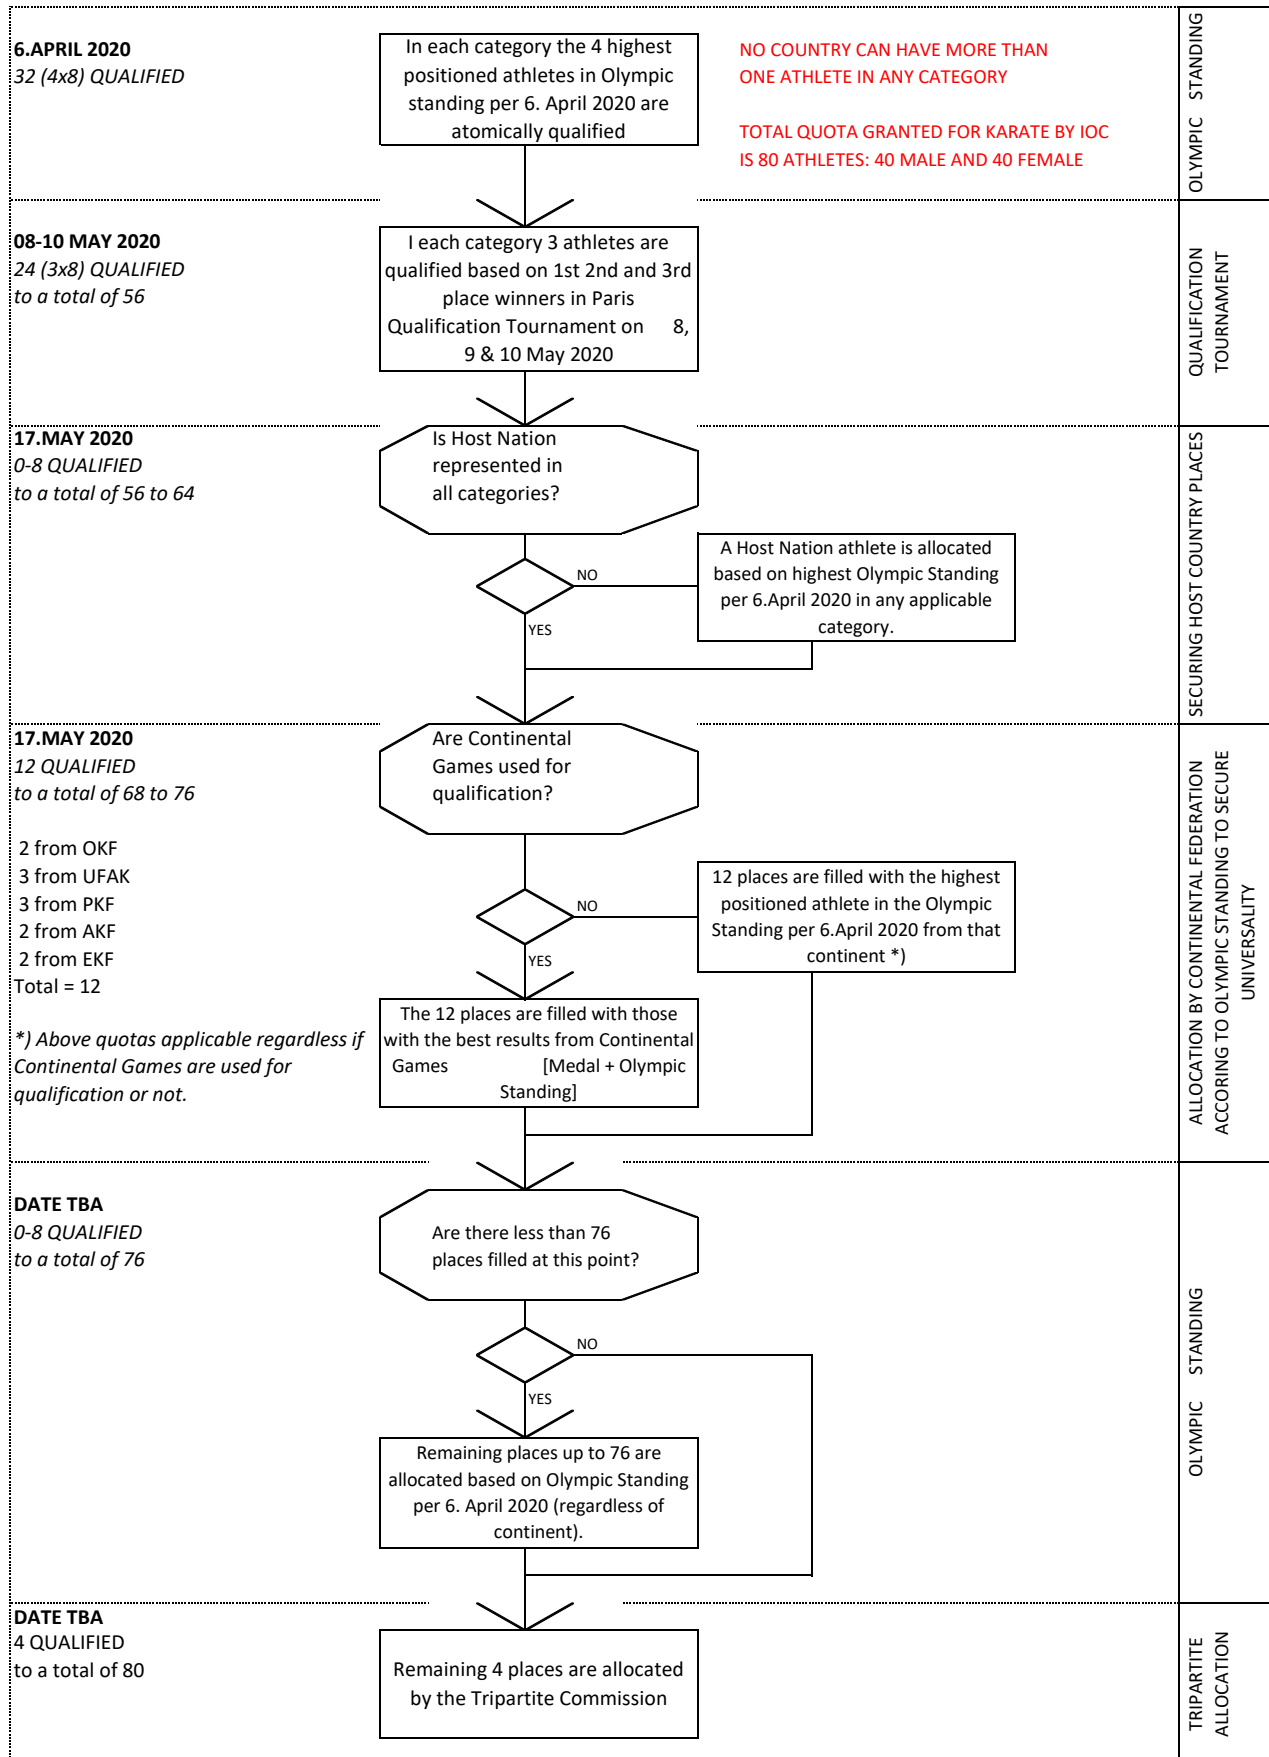 6.APRIL 2020
32 (4x8) QUALIFIED
In each category the 4 highest
positioned athletes in Olympic
standing per 6. April 2020 are
atomically qualified
NO COUNTRY CAN HAVE MORE THAN
ONE ATHLETE IN ANY CATEGORY
TOTAL QUOTA GRANTED FOR KARATE BY IOC
IS 80 ATHLETES: 40 MALE AND 40 FEMALE
OLYMPIC STANDING
08-10 MAY 2020
24 (3x8) QUALIFIED
to a total of 56
I each category 3 athletes are
qualified based on 1st 2nd and 3rd
place winners in Paris
Qualification Tournament on 8,
9 & 10 May 2020
QUALIFICATION
TOURNAMENT
17.MAY 2020
0-8 QUALIFIED
to a total of 56 to 64
Is Host Nation
represented in
all categories?
NO
YES
A Host Nation athlete is allocated
based on highest Olympic Standing
per 6.April 2020 in any applicable
category.
SECURING HOST COUNTRY PLACES
17.MAY 2020
12 QUALIFIED
to a total of 68 to 76
2 from OKF
3 from UFAK
3 from PKF
2 from AKF
2 from EKF
Total = 12
*) Above quotas applicable regardless if
Continental Games are used for
qualification or not.
Are Continental
Games used for
qualification?
NO
YES
12 places are filled with the highest
positioned athlete in the Olympic
Standing per 6.April 2020 from that
continent *)
The 12 places are filled with those
with the best results from Continental
Games [Medal + Olympic
Standing]
ALLOCATION BY CONTINENTAL FEDERATION
ACCORING TO OLYMPIC STANDING TO SECURE
UNIVERSALITY
DATE TBA
0-8 QUALIFIED
to a total of 76
Are there less than 76
places filled at this point?
NO
YES
Remaining places up to 76 are
allocated based on Olympic Standing
per 6. April 2020 (regardless of
continent).
OLYMPIC STANDING
DATE TBA
4 QUALIFIED
to a total of 80
Remaining 4 places are allocated
by the Tripartite Commission
TRIPARTITE
ALLOCATION